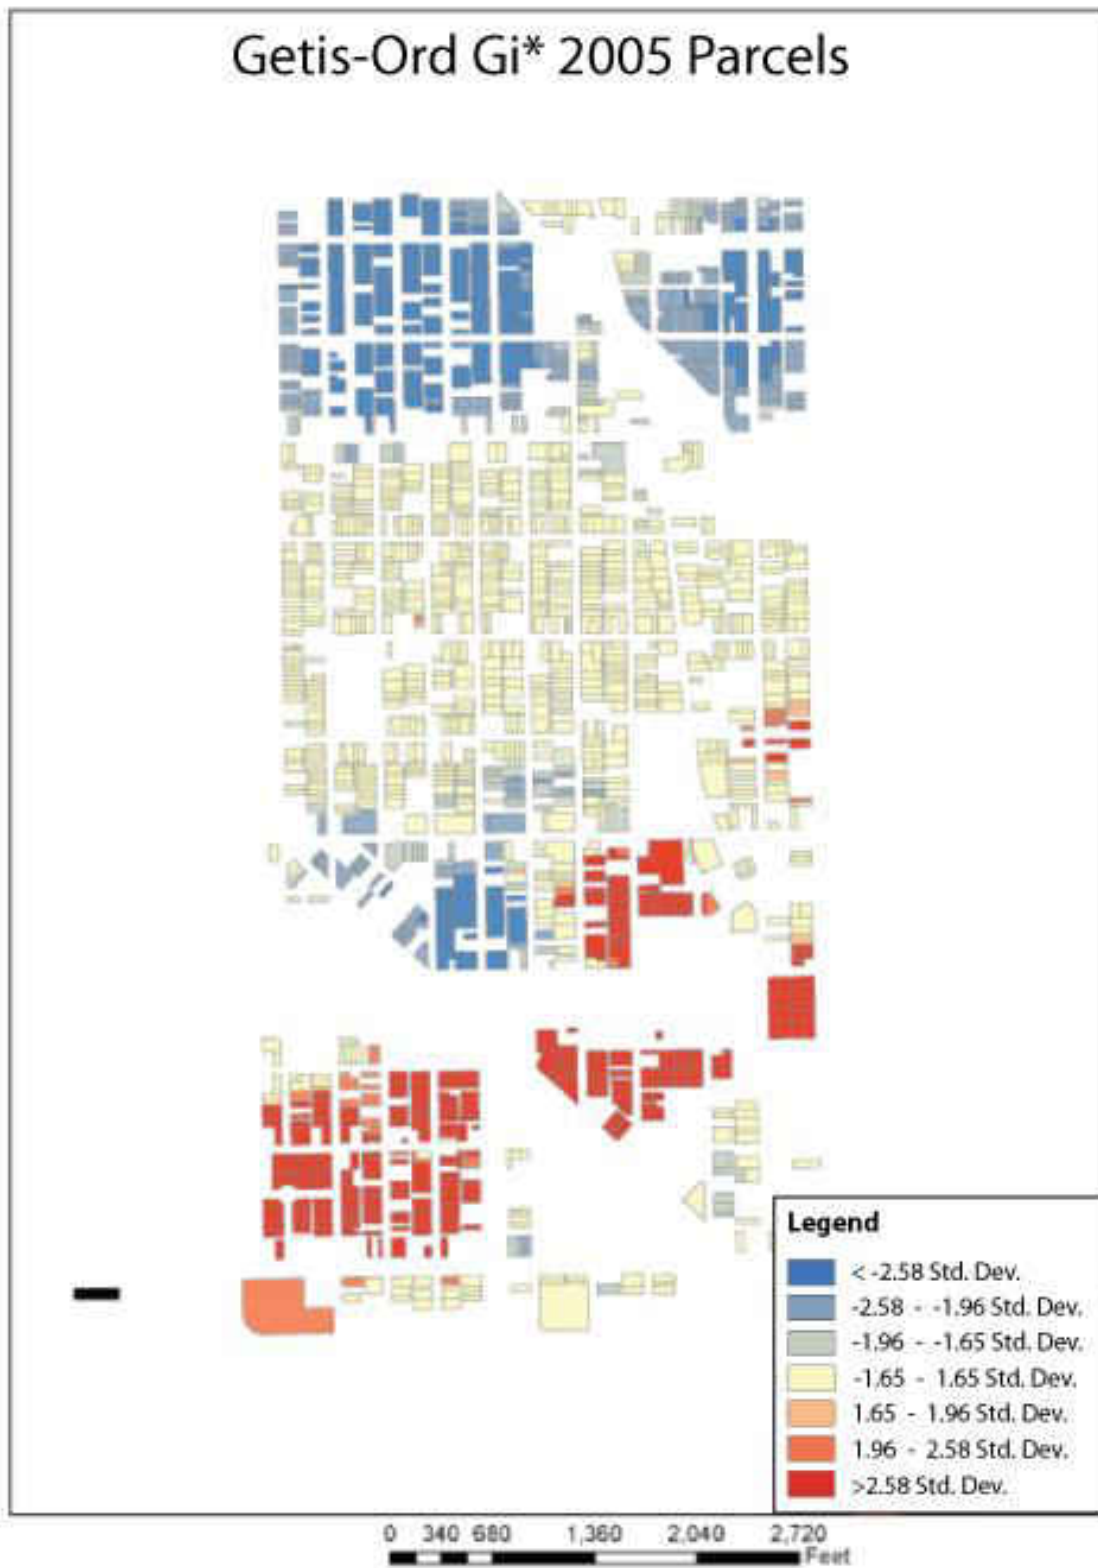 Getis-Ord Gi* 2005 Parcels
Legend
< -2.58 Std. Dev.
-2.58 - -1.96 Std. Dev.
-1.96 - -1.65 Std. Dev.
-1.65 - 1.65 Std. Dev.
1.65 - 1.96 Std. Dev.
1.96 - 2.58 Std. Dev.
>2.58 Std. Dev.
0 340 680 1,360 2,040 2,720
Feet